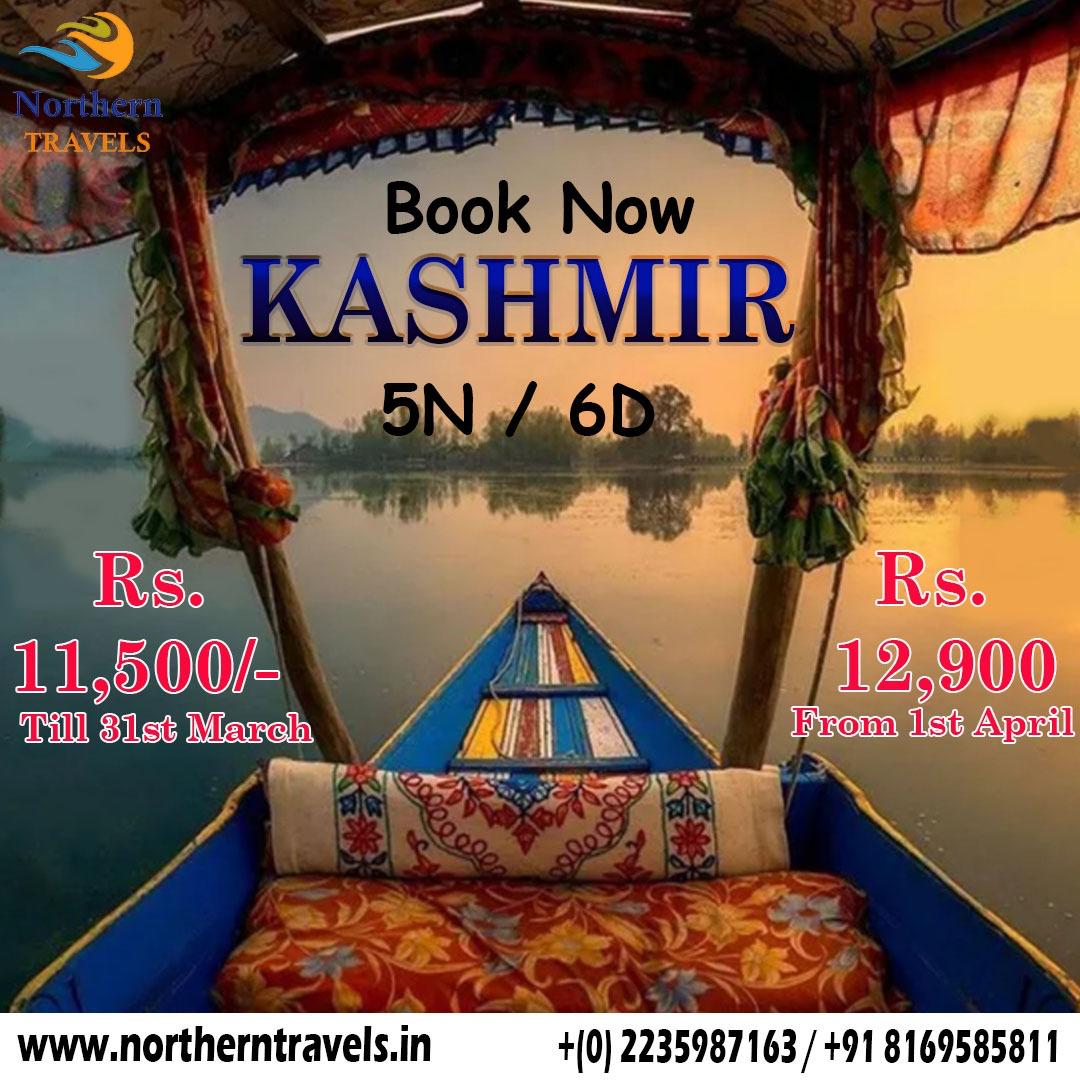 Northern
TRAVELS
Book Now
KASHMIR
5N / 6D
Rs.
11,500/-
Till 31st March
Rs.
12,900
From 1st April
www.northerntravels.in
+(0) 2235987163 / +91 8169585811